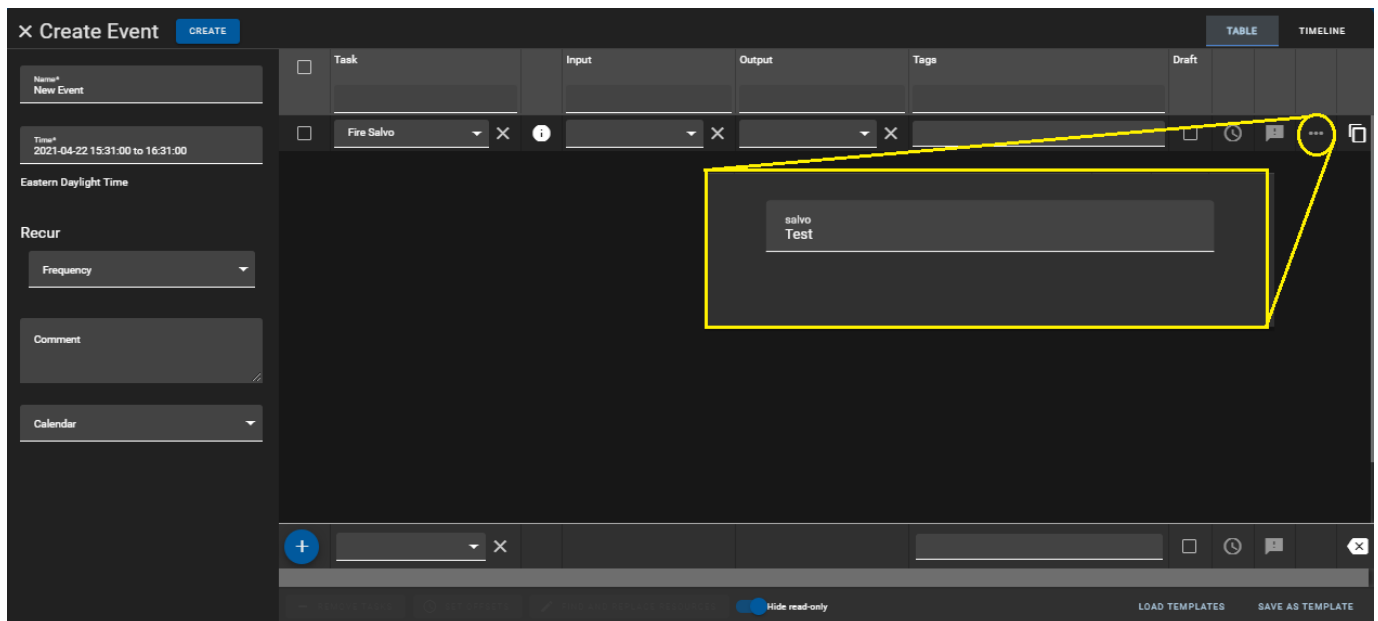 Create Event
CREATE
TABLE
TIMELINE
Name*
New Event
Time*
2021-04-22 15:31:00 to 16:31:00
Eastern Daylight Time
Recur
Frequency
Comment
Calendar
Task
Input
Output
Tags
Draft
Fire Salvo
salvo
Test
Hide read-only
LOAD TEMPLATES
SAVE AS TEMPLATE